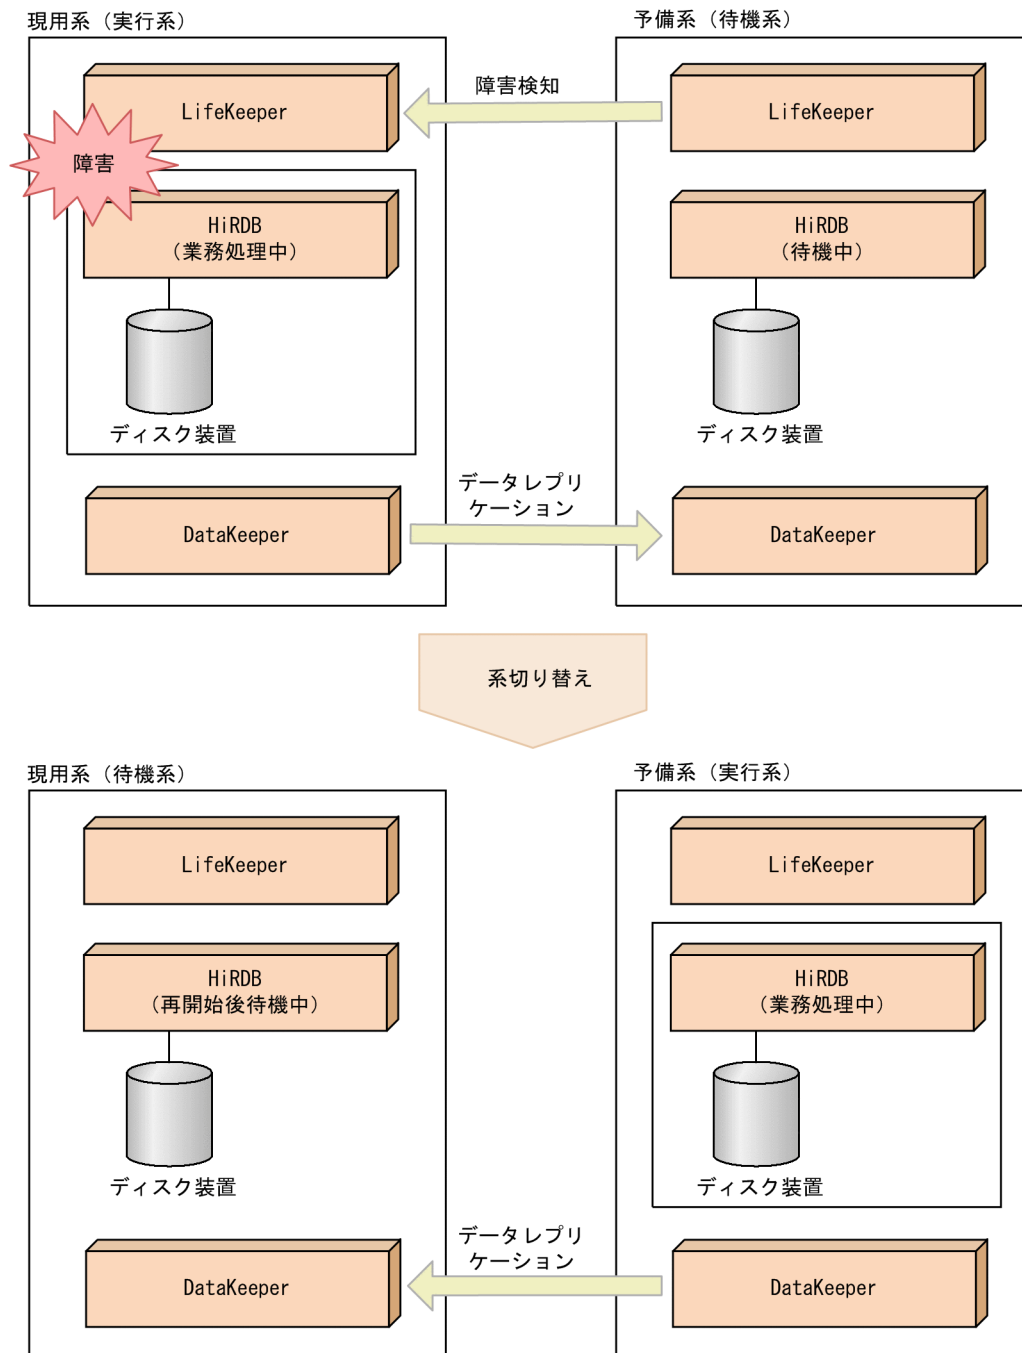 現用系（実行系）
予備系（待機系）
LifeKeeper
障害検知
LifeKeeper
障害
HiRDB
（業務処理中）
HiRDB
（待機中）
ディスク装置
ディスク装置
データレプリ
ケーション
DataKeeper
DataKeeper
系切り替え
現用系（待機系）
予備系（実行系）
LifeKeeper
LifeKeeper
HiRDB
（再開始後待機中）
HiRDB
（業務処理中）
ディスク装置
ディスク装置
データレプリ
ケーション
DataKeeper
DataKeeper